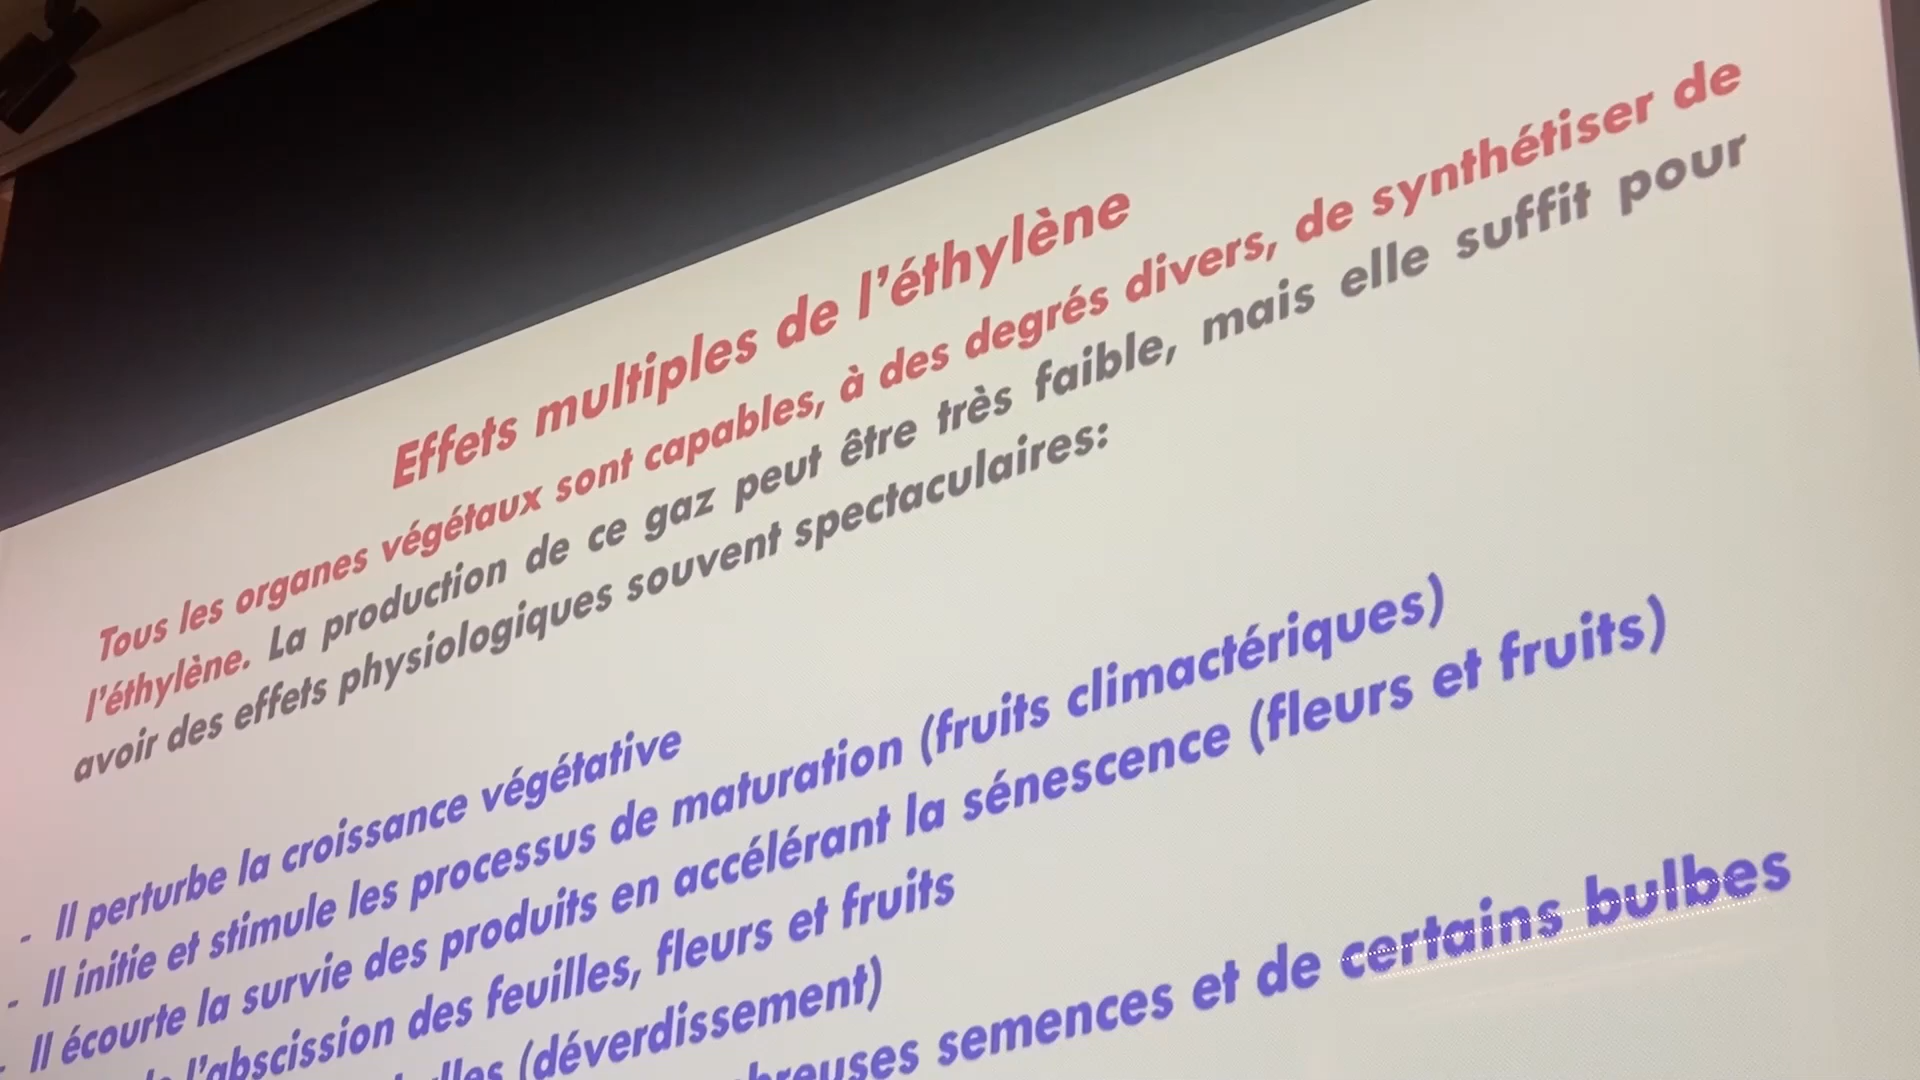 Effets multiples de l'éthylène
Tous les organes végétaux sont capables, à des degrés divers, de synthétiser de
l'éthylène. La production de ce gaz peut être très faible, mais elle suffit pour
avoir des effets physiologiques souvent spectaculaires:
- Il perturbe la croissance végétative
- Il initie et stimule les processus de maturation (fruits climactériques)
- Il écourte la survie des produits en accélérant la sénescence (fleurs et fruits)
l'abscission des feuilles, fleurs et fruits
(déverdissement)
semences et de certains bulbes